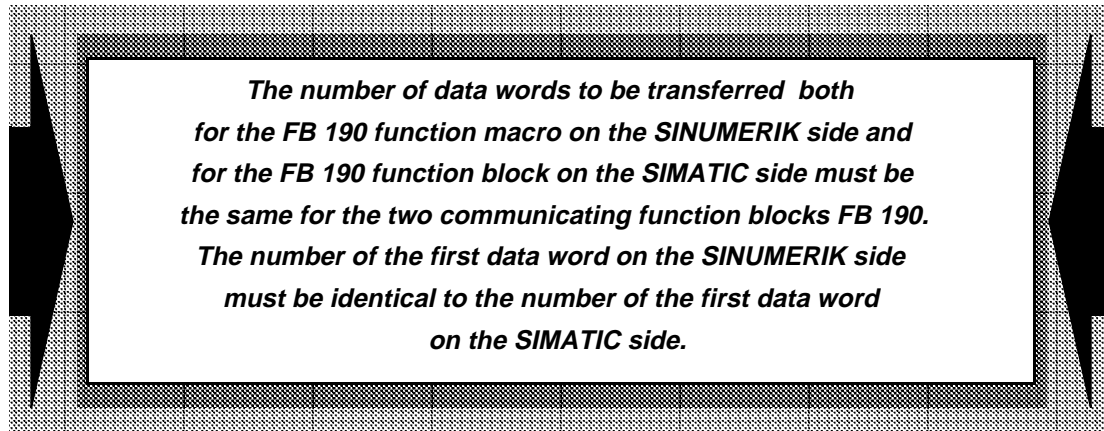 The number of data words to be transferred both
for the FB 190 function macro on the SINUMERIK side and
for the FB 190 function block on the SIMATIC side must be
the same for the two communicating function blocks FB 190.
The number of the first data word on the SINUMERIK side
must be identical to the number of the first data word
on the SIMATIC side.